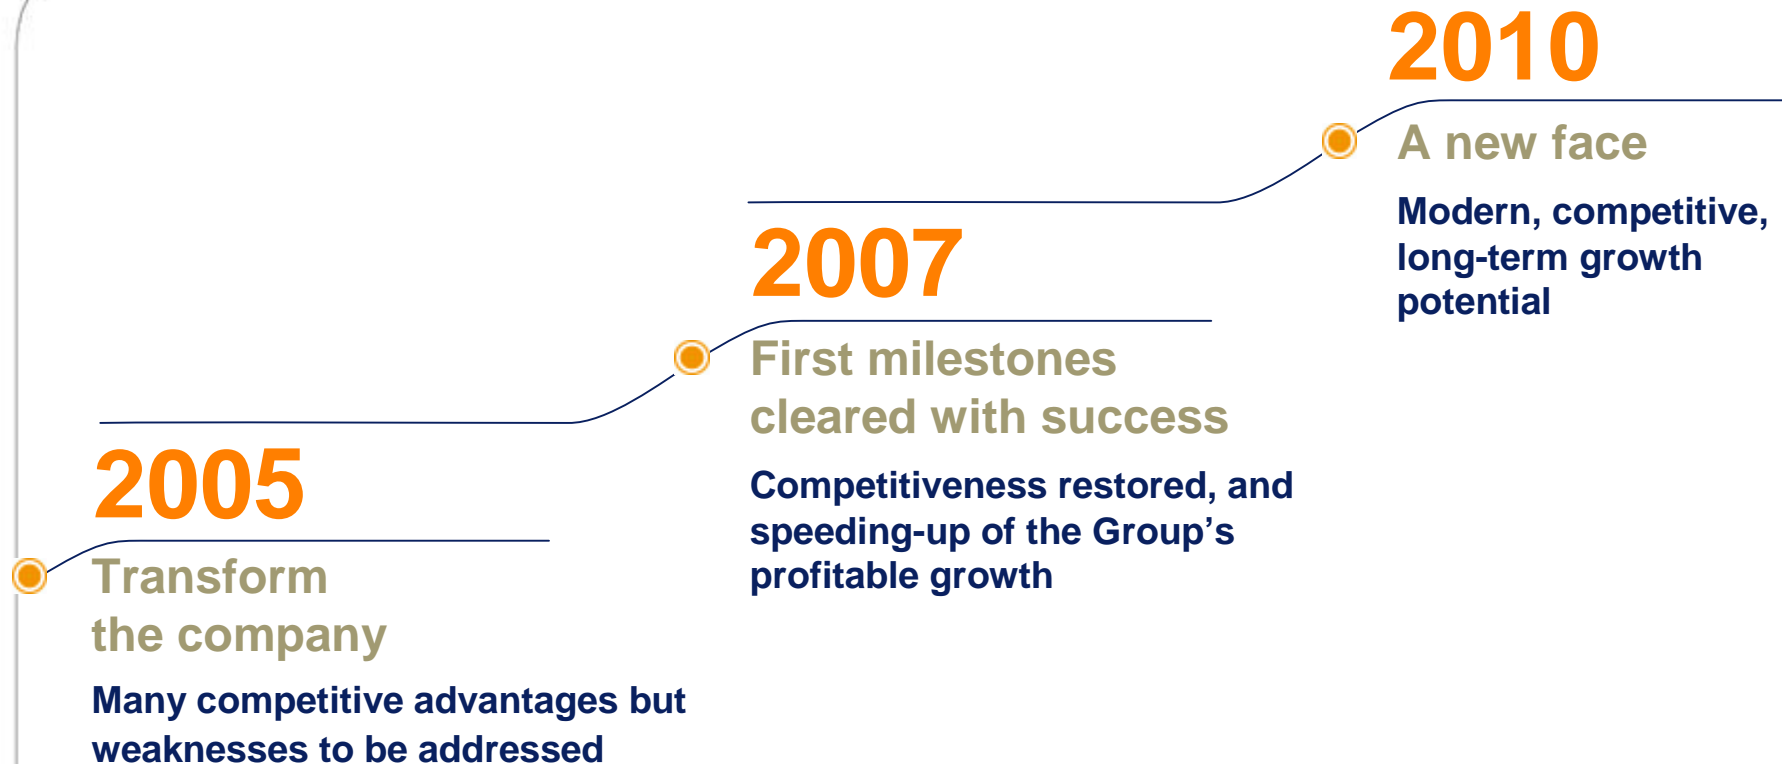 2005
Transform
the company
Many competitive advantages but
weaknesses to be addressed
2007
First milestones
cleared with success
Competitiveness restored, and
speeding-up of the Group’s
profitable growth
2010
A new face
Modern, competitive,
long-term growth
potential